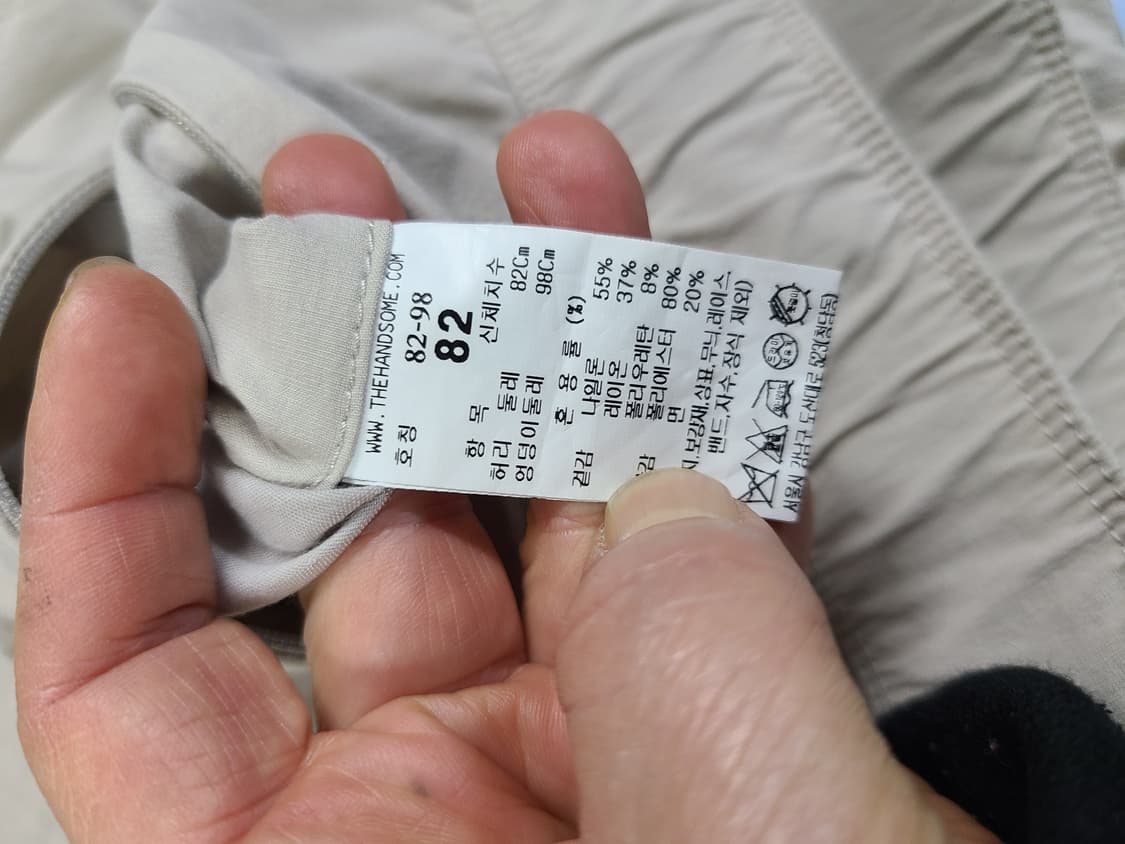 WWW.THEHANDSOME.COM
호칭 82-98
82
항 목 신체치수
허리 둘레 82Cm
엉덩이둘레 98Cm
혼 용 률 (%)
겉감 나일론 55%
레이온 37%
폴리우레탄 8%
감 폴리에스터 80%
면 20%
보강재,상표,무늬,레이스
밴드,자수,장식 제외)
서울시 강남구 도산대로 523(청담동)